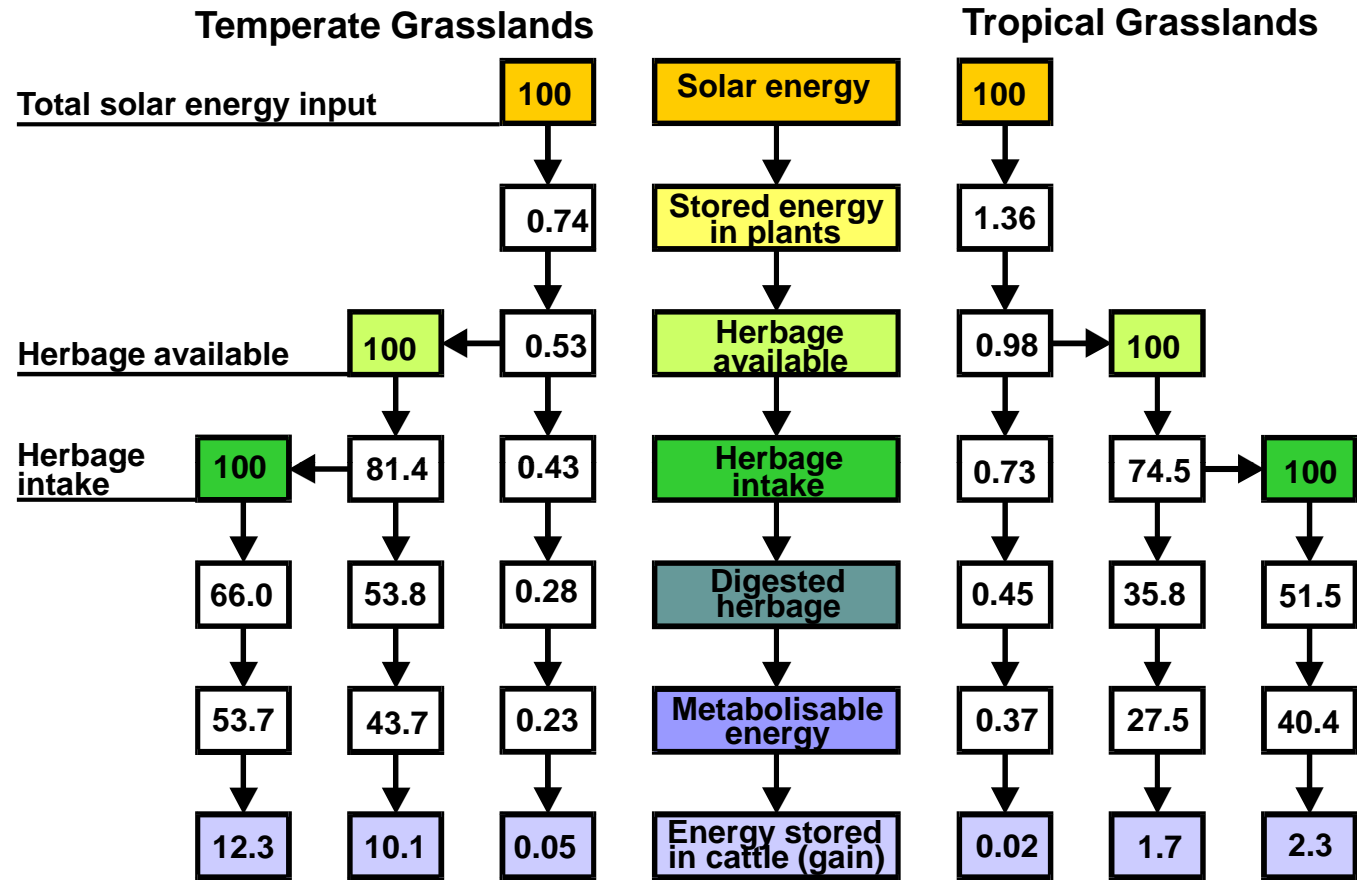 Temperate Grasslands
Tropical Grasslands
Total solar energy input
100
Solar energy
100
0.74
Stored energy
in plants
1.36
Herbage available
100
0.53
Herbage
available
0.98
100
Herbage
intake
100
81.4
0.43
Herbage
intake
0.73
74.5
100
66.0
53.8
0.28
Digested
herbage
0.45
35.8
51.5
53.7
43.7
0.23
Metabolisable
energy
0.37
27.5
40.4
12.3
10.1
0.05
Energy stored
in cattle (gain)
0.02
1.7
2.3